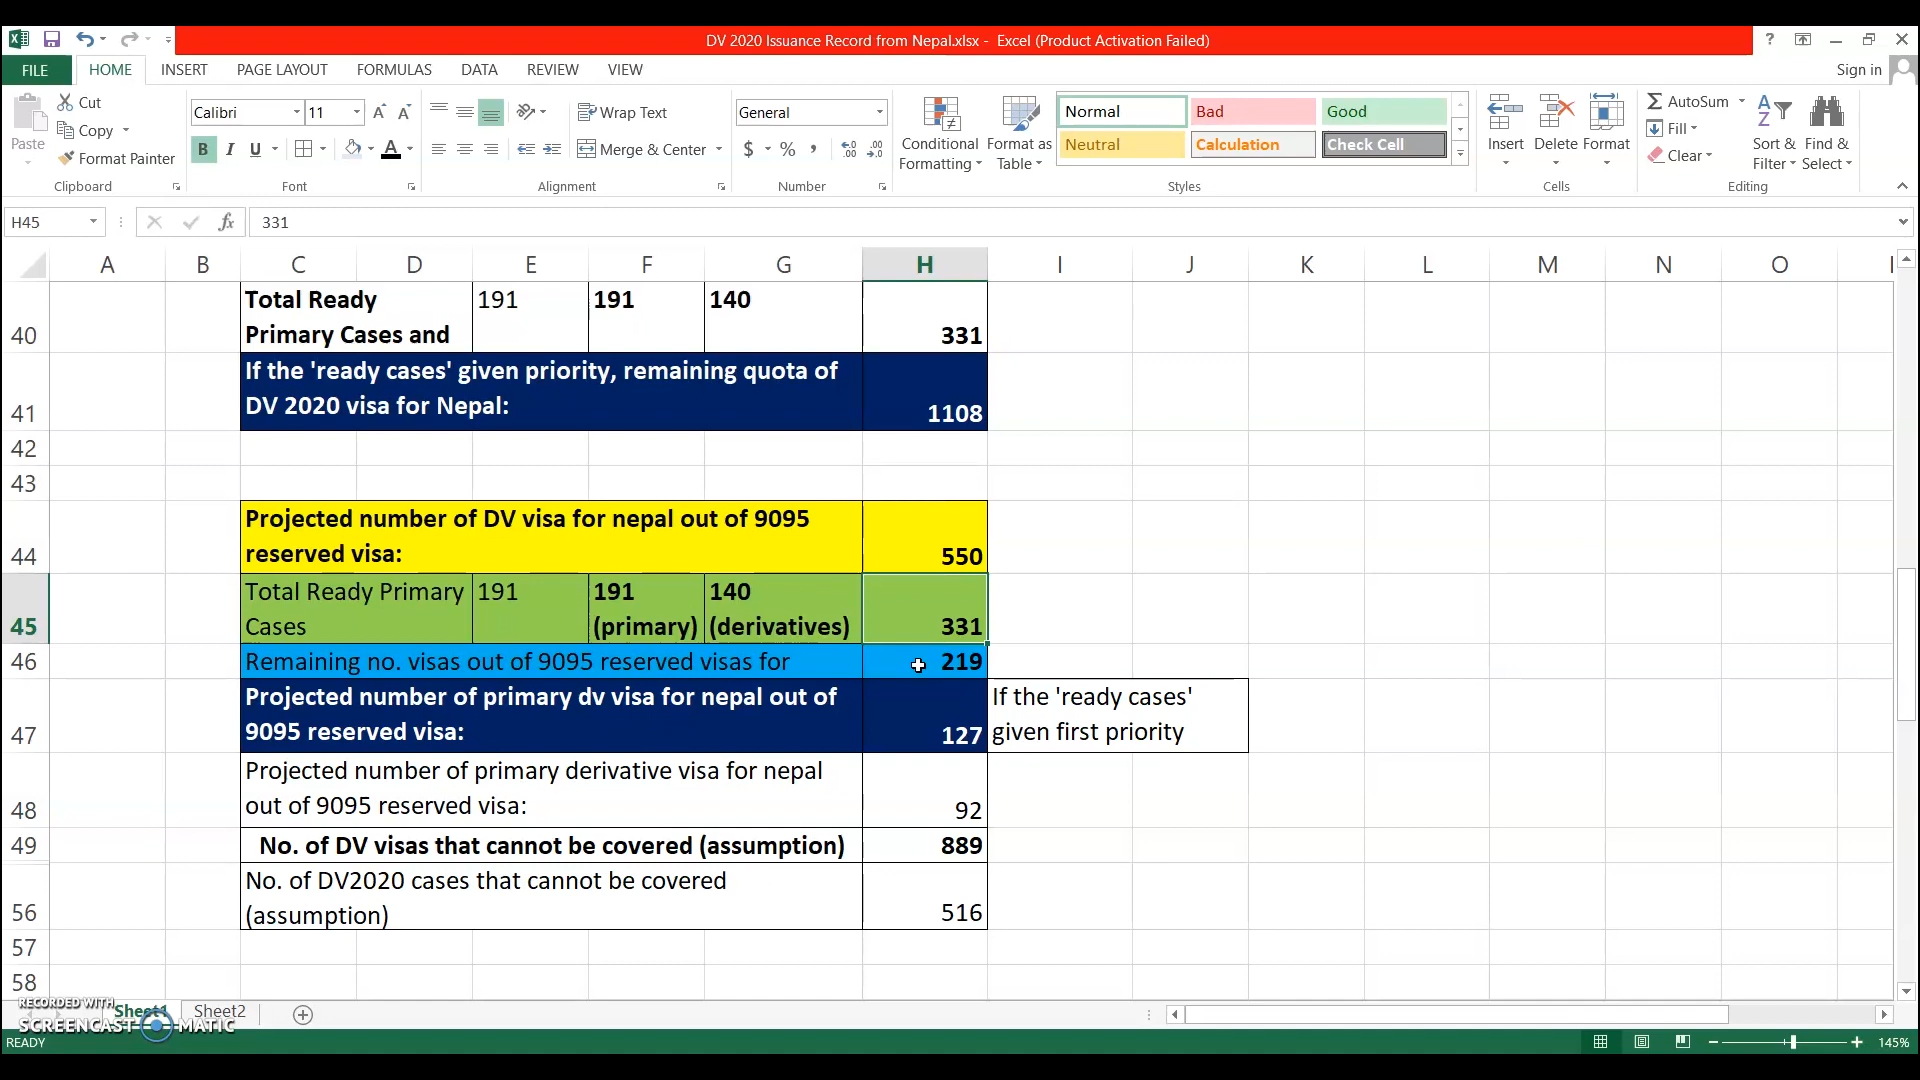 DV 2020 Issuance Record from Nepal.xlsx - Excel (Product Activation Failed)
?
FILE HOME INSERT PAGE LAYOUT FORMULAS DATA REVIEW VIEW Sign in
Paste
Cut
Copy
Format Painter
Clipboard
Calibri 11
B I U A
Font
Wrap Text
Merge & Center
Alignment
General
$ % ,
Number
Conditional Formatting
Format as Table
Normal Bad Good
Neutral Calculation Check Cell
Styles
Insert Delete Format
Cells
AutoSum
Fill
Clear
Sort & Filter
Find & Select
Editing
H45 fx 331
A B C D E F G H I J K L M N O
40 Total Ready Primary Cases and 191 191 140 331
41 If the 'ready cases' given priority, remaining quota of
DV 2020 visa for Nepal: 1108
42
43
44 Projected number of DV visa for nepal out of 9095
reserved visa: 550
45 Total Ready Primary Cases 191 191 (primary) 140 (derivatives) 331
46 Remaining no. visas out of 9095 reserved visas for 219
47 Projected number of primary dv visa for nepal out of
9095 reserved visa: 127
If the 'ready cases'
given first priority
48 Projected number of primary derivative visa for nepal
out of 9095 reserved visa: 92
49 No. of DV visas that cannot be covered (assumption) 889
56 No. of DV2020 cases that cannot be covered
(assumption) 516
57
58
RECORDED WITH
SCREENCAST MATIC
Sheet1 Sheet2
READY 145%